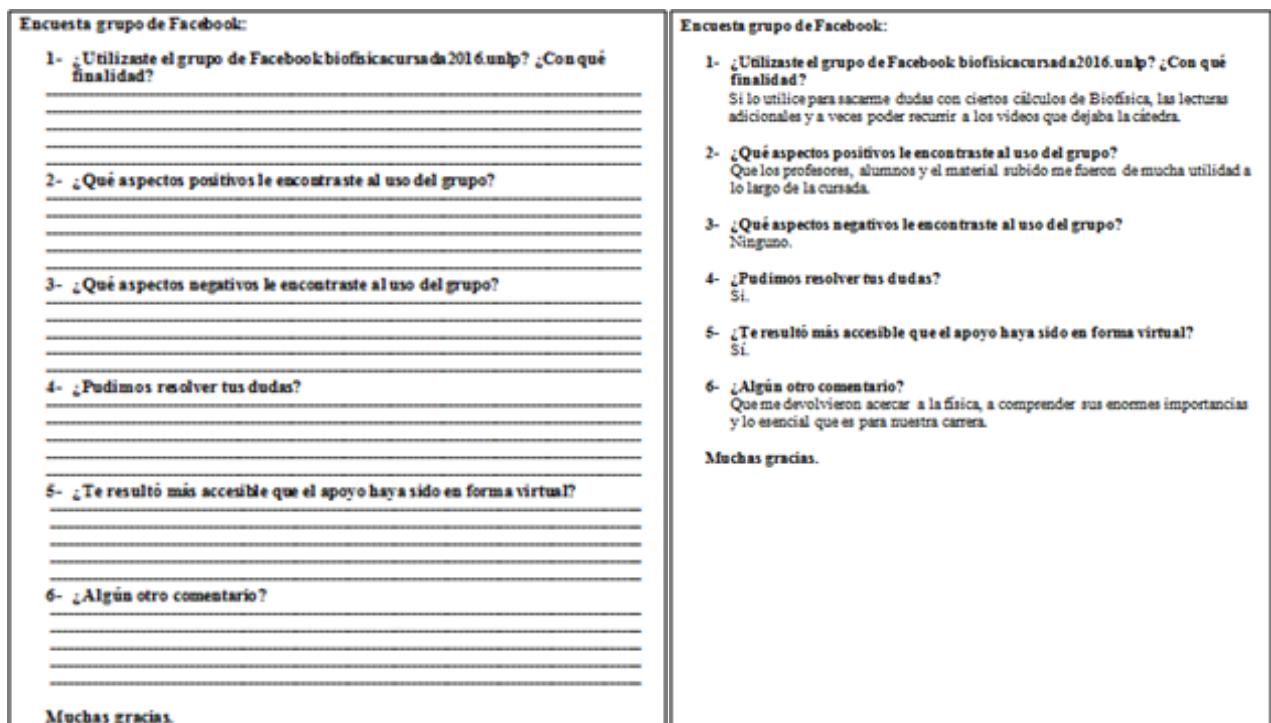 Encuesta grupo de Facebook:
1- ¿Utilizaste el grupo de Facebook biofisicacursada2016.unlp? ¿Con qué
finalidad?
2- ¿Qué aspectos positivos le encontraste al uso del grupo?
3- ¿Qué aspectos negativos le encontraste al uso del grupo?
4- ¿Pudimos resolver tus dudas?
5- ¿Te resultó más accesible que el apoyo haya sido en forma virtual?
6- ¿Algún otro comentario?
Muchas gracias.
Encuesta grupo de Facebook:
1- ¿Utilizaste el grupo de Facebook biofisicacursada2016.unlp? ¿Con qué
finalidad?
Si lo utilice para sacarme dudas con ciertos cálculos de Biofísica, las lecturas
adicionales y a veces poder recurrir a los videos que dejaba la cátedra.
2- ¿Qué aspectos positivos le encontraste al uso del grupo?
Que los profesores, alumnos y el material subido me fueron de mucha utilidad a
lo largo de la cursada.
3- ¿Qué aspectos negativos le encontraste al uso del grupo?
Ninguno.
4- ¿Pudimos resolver tus dudas?
Si.
5- ¿Te resultó más accesible que el apoyo haya sido en forma virtual?
Sí.
6- ¿Algún otro comentario?
Que me devolvieron acercar a la física, a comprender sus enormes importancias
y lo esencial que es para nuestra carrera.
Muchas gracias.